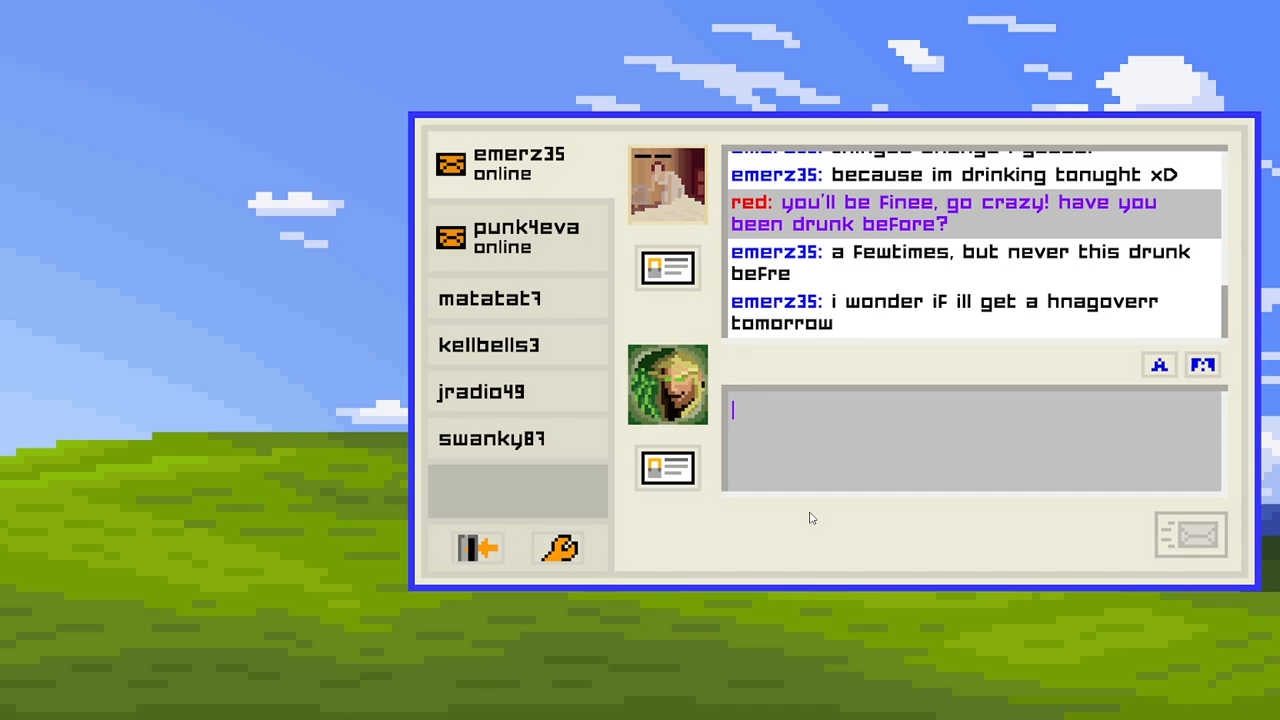 emerz35
online
punk4eva
online
matatat7
kellbells3
jradio49
swanky87
emerz35: because im drinking tonught xD
red: you'll be finee, go crazy! have you
been drunk before?
emerz35: a fewtimes, but never this drunk
befre
emerz35: i wonder if ill get a hnagoverr
tomorrow
A